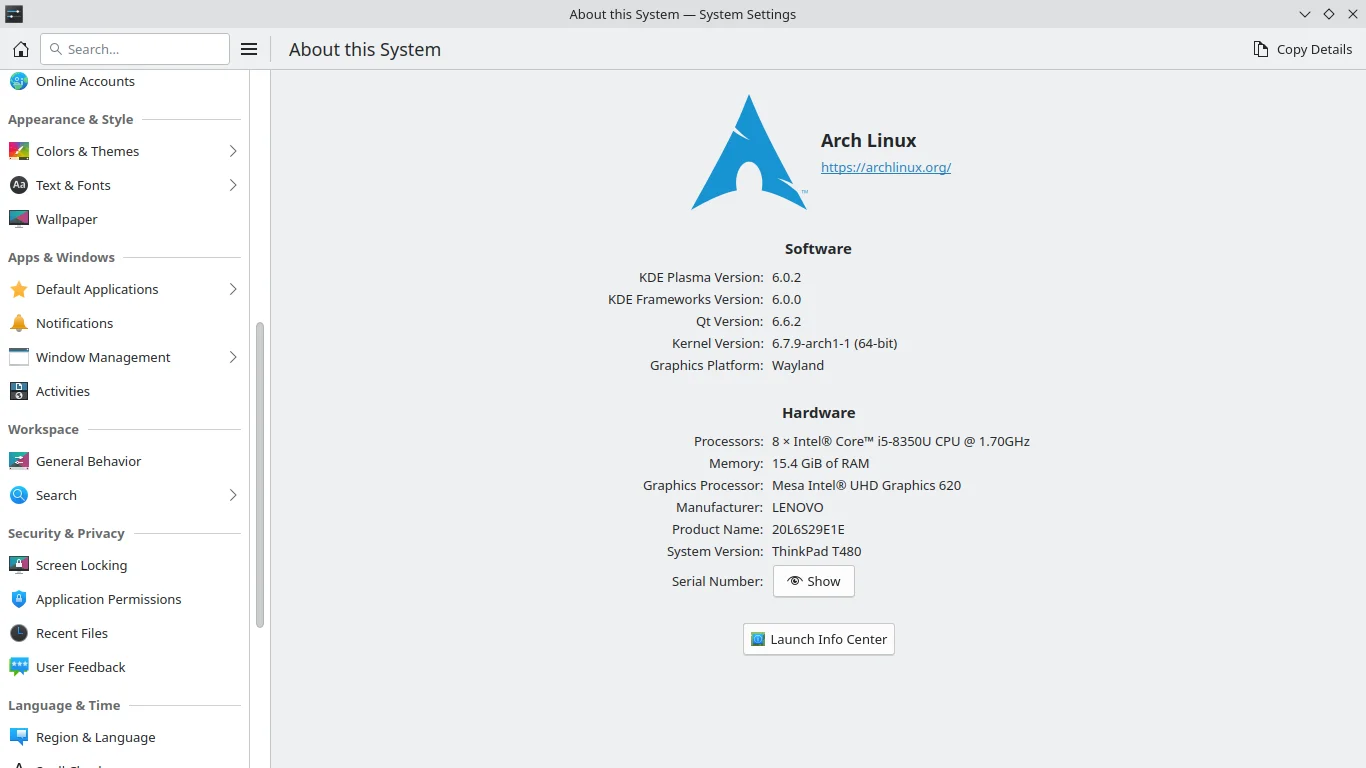 About this System — System Settings
Search...
About this System
Copy Details
Online Accounts
Appearance & Style
Colors & Themes
Aa
Text & Fonts
Wallpaper
Apps & Windows
Default Applications
Notifications
Window Management
Activities
Workspace
General Behavior
Search
Security & Privacy
Screen Locking
Application Permissions
Recent Files
User Feedback
Language & Time
Region & Language
Arch Linux
https://archlinux.org/
™
Software
KDE Plasma Version: 6.0.2
KDE Frameworks Version: 6.0.0
Qt Version: 6.6.2
Kernel Version: 6.7.9-arch1-1 (64-bit)
Graphics Platform: Wayland
Hardware
Processors: 8 × Intel® Core™ i5-8350U CPU @ 1.70GHz
Memory: 15.4 GiB of RAM
Graphics Processor: Mesa Intel® UHD Graphics 620
Manufacturer: LENOVO
Product Name: 20L6S29E1E
System Version: ThinkPad T480
Serial Number: Show
Launch Info Center